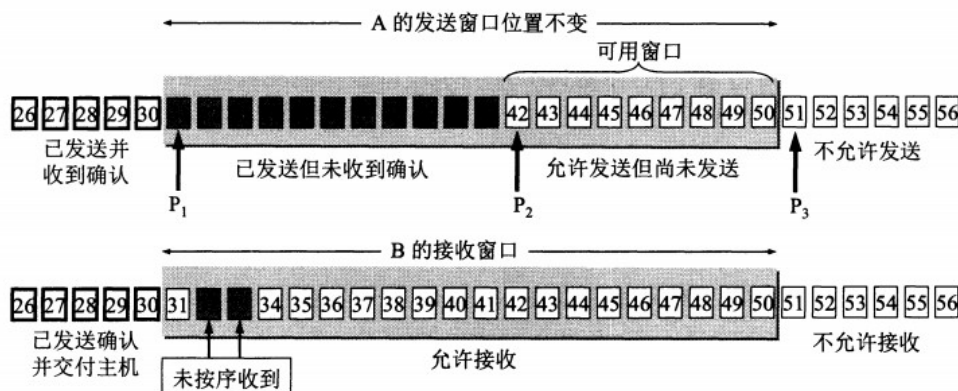 A 的发送窗口位置不变
可用窗口
26 27 28 29 30 42 43 44 45 46 47 48 49 50 51 52 53 54 55 56
已发送并
收到确认
已发送但未收到确认
允许发送但尚未发送
不允许发送
P1
P2
P3
B 的接收窗口
26 27 28 29 30 31 34 35 36 37 38 39 40 41 42 43 44 45 46 47 48 49 50 51 52 53 54 55 56
已发送确认
并交付主机
未按序收到
允许接收
不允许接收